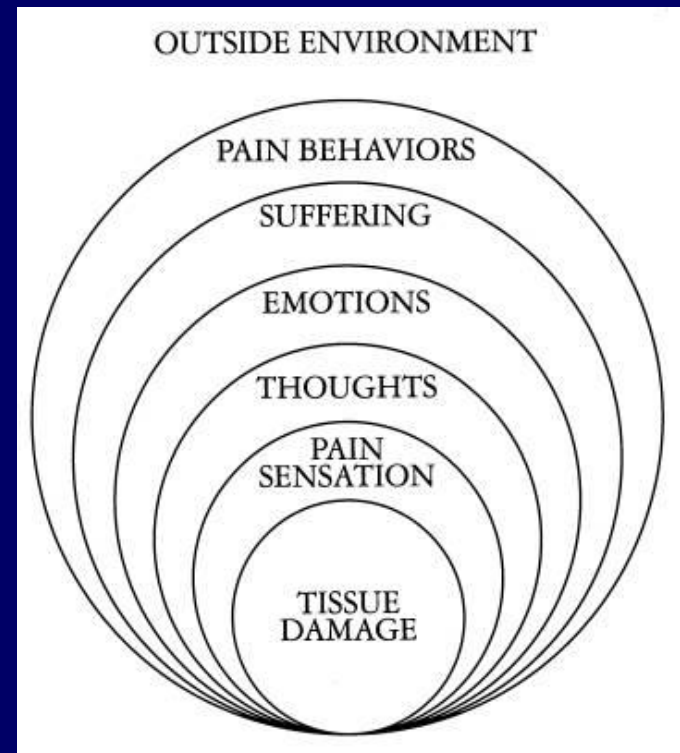 OUTSIDE ENVIRONMENT
PAIN BEHAVIORS
SUFFERING
EMOTIONS
THOUGHTS
PAIN
SENSATION
TISSUE
DAMAGE